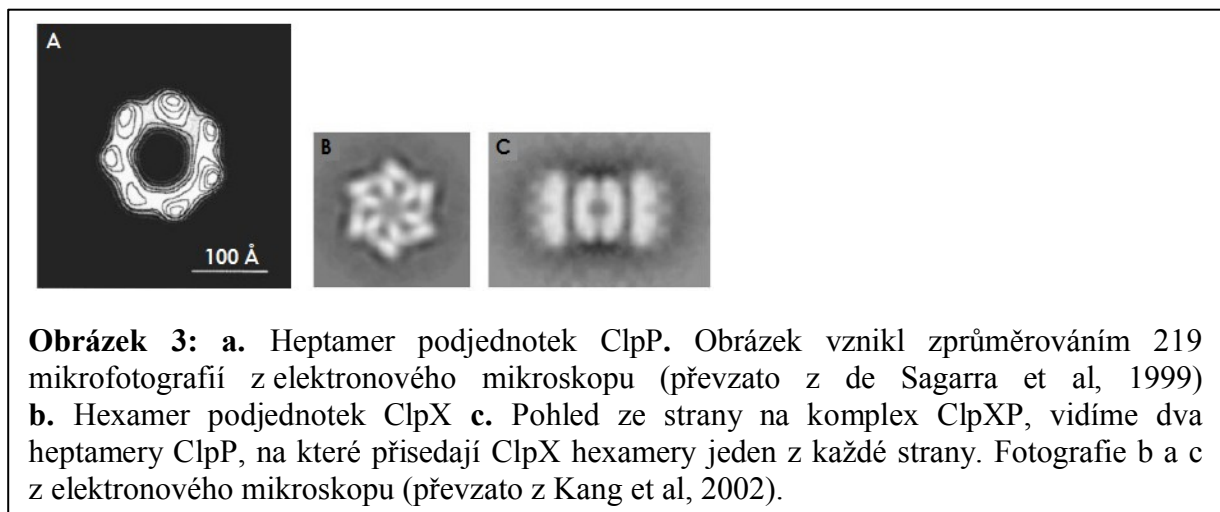 A
100 Å
B
C
Obrázek 3: a. Heptamer podjednotek ClpP. Obrázek vznikl zprůměrováním 219
mikrofotografií z elektronového mikroskopu (převzato z de Sagarra et al, 1999)
b. Hexamer podjednotek ClpX c. Pohled ze strany na komplex ClpXP, vidíme dva
heptamery ClpP, na které přisedají ClpX hexamery jeden z každé strany. Fotografie b a c
z elektronového mikroskopu (převzato z Kang et al, 2002).